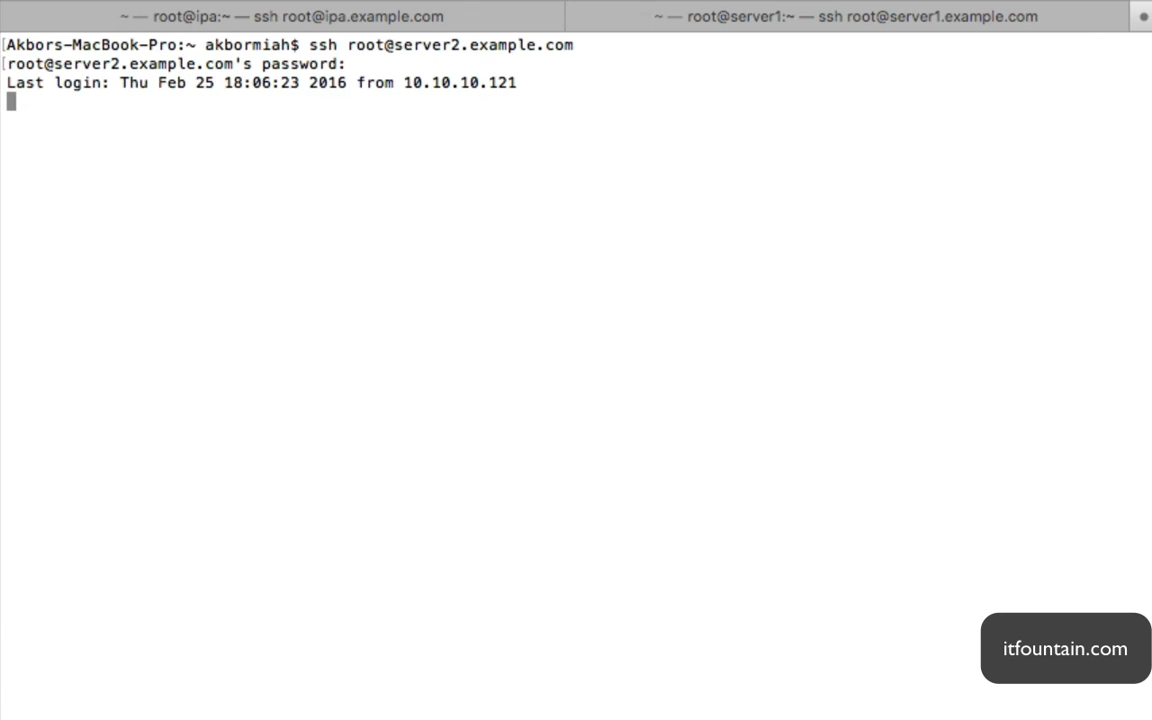 ~ — root@ipa:~ — ssh root@ipa.example.com
~ — root@server1:~ — ssh root@server1.example.com
[Akbors-MacBook-Pro:~ akbormiah$ ssh root@server2.example.com
[root@server2.example.com's password:
Last login: Thu Feb 25 18:06:23 2016 from 10.10.10.121
itfountain.com